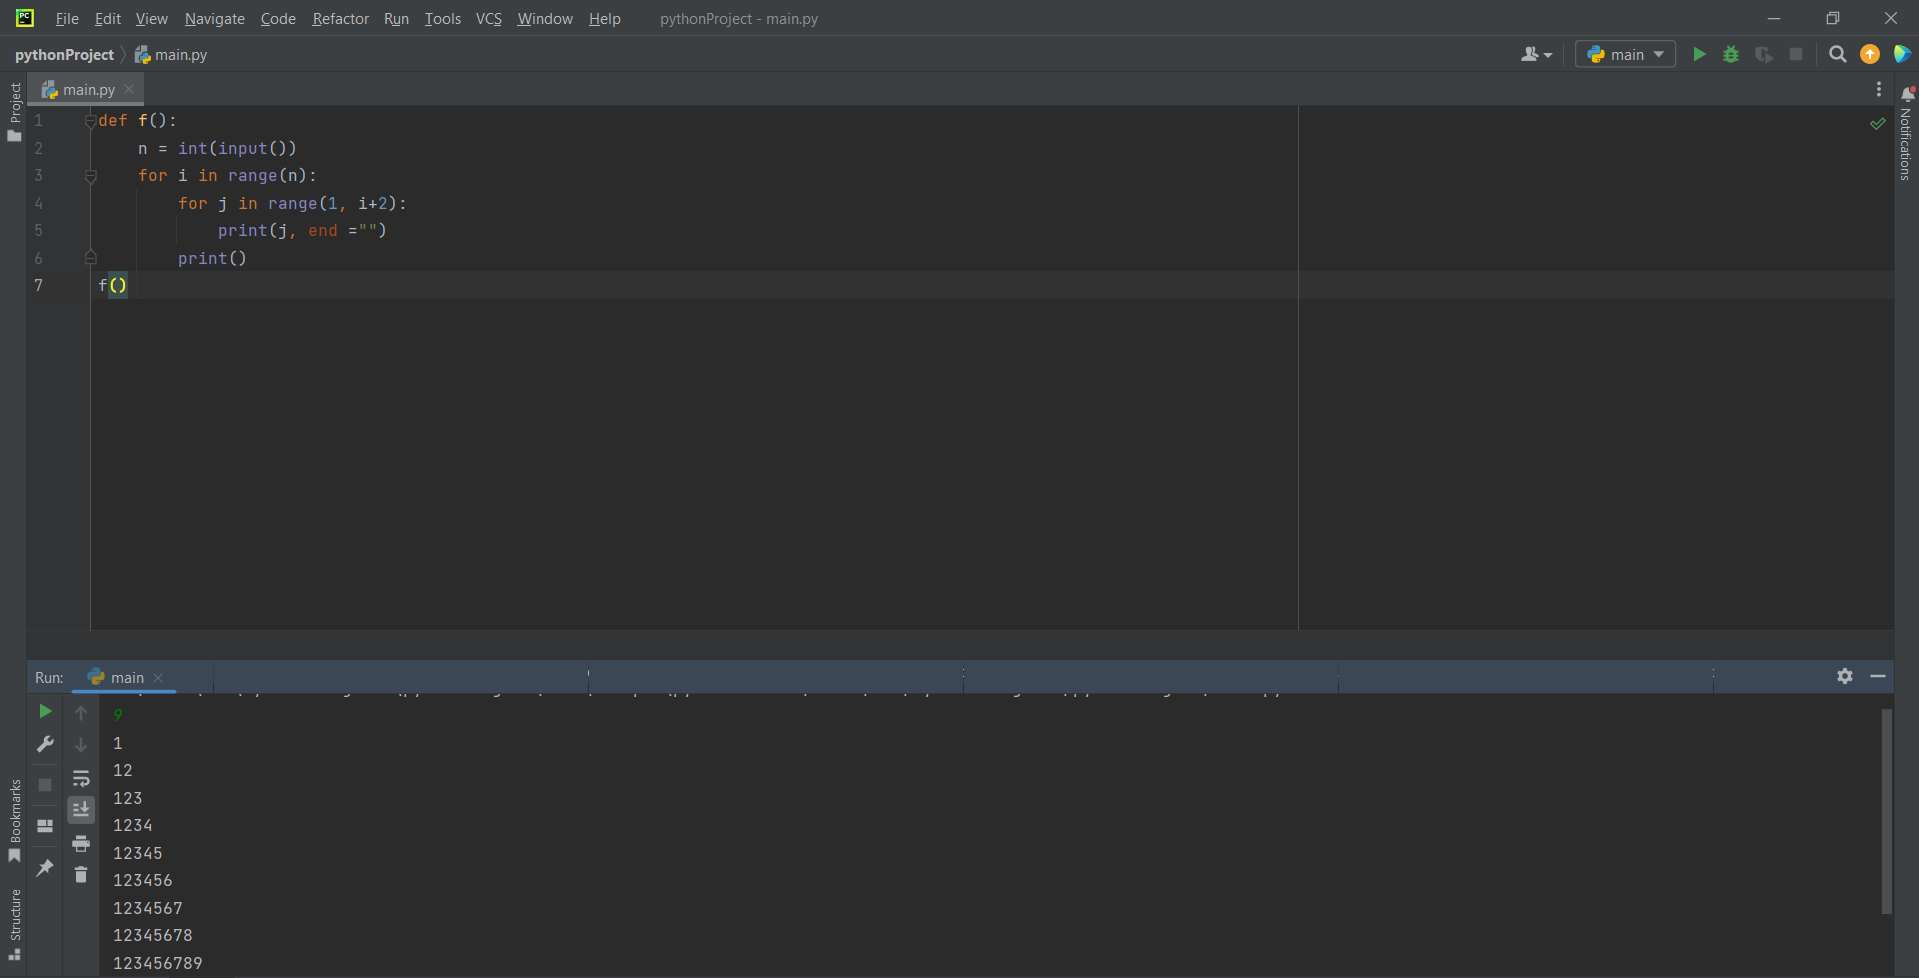 PC File Edit View Navigate Code Refactor Run Tools VCS Window Help pythonProject - main.py
pythonProject main.py main
Project
main.py
Notifications
1 def f():
2     n = int(input())
3     for i in range(n):
4         for j in range(1, i+2):
5             print(j, end ="")
6         print()
7 f()
Run: main
9
1
12
123
1234
12345
123456
1234567
12345678
123456789
Bookmarks
Structure